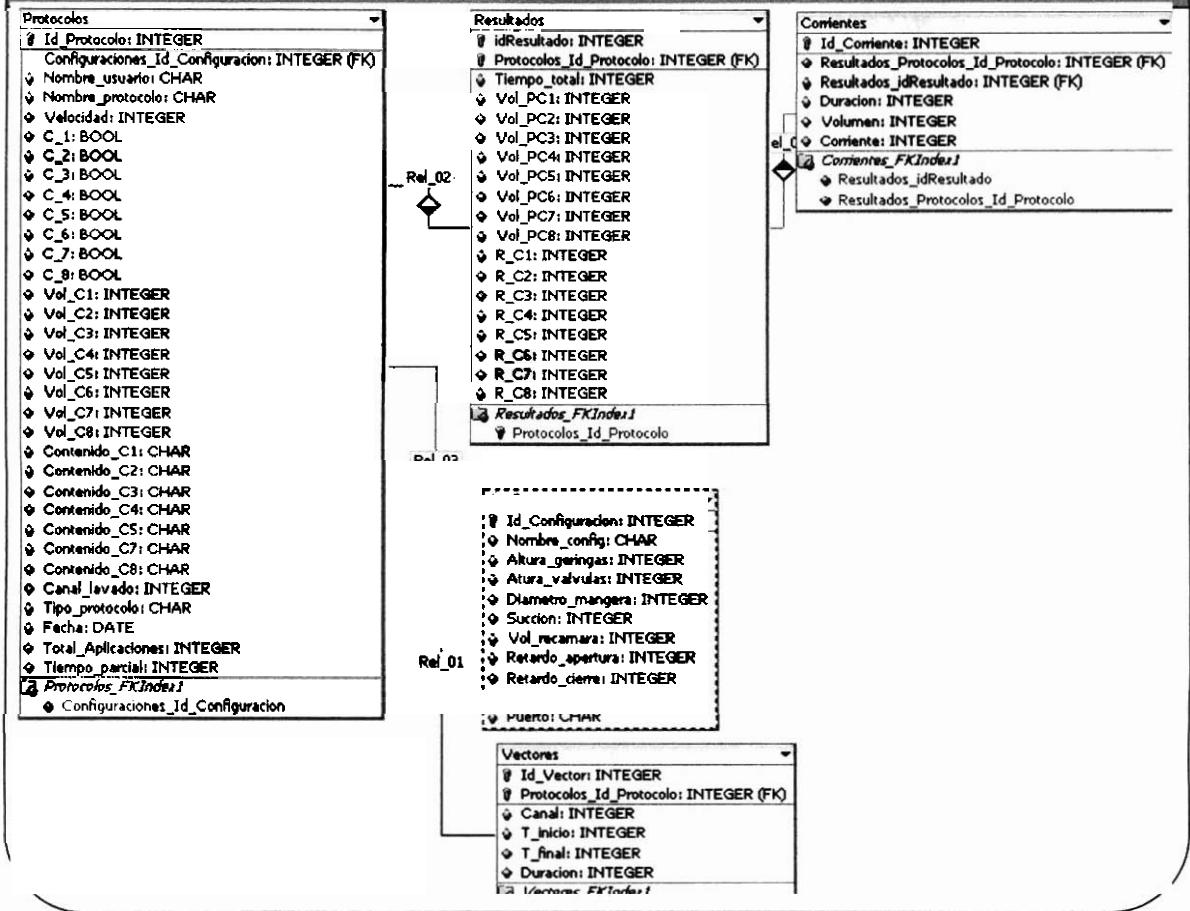 Protocolos
Id_Protocolo: INTEGER
Configuraciones_Id_Configuracion: INTEGER (FK)
Nombre_usuario: CHAR
Nombre_protocolo: CHAR
Velocidad: INTEGER
C_1: BOOL
C_2: BOOL
C_3: BOOL
C_4: BOOL
C_5: BOOL
C_6: BOOL
C_7: BOOL
C_8: BOOL
Vol_C1: INTEGER
Vol_C2: INTEGER
Vol_C3: INTEGER
Vol_C4: INTEGER
Vol_C5: INTEGER
Vol_C6: INTEGER
Vol_C7: INTEGER
Vol_C8: INTEGER
Contenido_C1: CHAR
Contenido_C2: CHAR
Contenido_C3: CHAR
Contenido_C4: CHAR
Contenido_C5: CHAR
Contenido_C7: CHAR
Contenido_C8: CHAR
Canal_lavado: INTEGER
Tipo_protocolo: CHAR
Fecha: DATE
Total_Aplicaciones: INTEGER
Tiempo_parcial: INTEGER
Protocolos_FKIndex1
Configuraciones_Id_Configuracion
Rel_02
Resultados
idResultado: INTEGER
Protocolos_Id_Protocolo: INTEGER (FK)
Tiempo_total: INTEGER
Vol_PC1: INTEGER
Vol_PC2: INTEGER
Vol_PC3: INTEGER
Vol_PC4: INTEGER
Vol_PC5: INTEGER
Vol_PC6: INTEGER
Vol_PC7: INTEGER
Vol_PC8: INTEGER
R_C1: INTEGER
R_C2: INTEGER
R_C3: INTEGER
R_C4: INTEGER
R_C5: INTEGER
R_C6: INTEGER
R_C7: INTEGER
R_C8: INTEGER
Resultados_FKIndex1
Protocolos_Id_Protocolo
Corrientes
Id_Corriente: INTEGER
Resultados_Protocolos_Id_Protocolo: INTEGER (FK)
Resultados_idResultado: INTEGER (FK)
Duracion: INTEGER
Volumen: INTEGER
Corriente: INTEGER
Corrientes_FKIndex1
Resultados_idResultado
Resultados_Protocolos_Id_Protocolo
Rel_03
Id_Configuracion: INTEGER
Nombre_config: CHAR
Altura_geringas: INTEGER
Atura_valvulas: INTEGER
Diametro_mangera: INTEGER
Succion: INTEGER
Vol_recamara: INTEGER
Retardo_apertura: INTEGER
Retardo_cierre: INTEGER
Puerto: CHAR
Rel_01
Vectores
Id_Vector: INTEGER
Protocolos_Id_Protocolo: INTEGER (FK)
Canal: INTEGER
T_inicio: INTEGER
T_final: INTEGER
Duracion: INTEGER
Vectores_FKIndex1